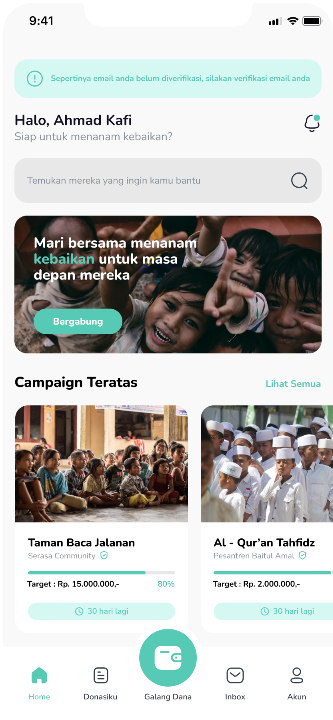 9:41
Sepertinya email anda belum diverifikasi, silakan verifikasi email anda
Halo, Ahmad Kafi
Siap untuk menanam kebaikan?
Temukan mereka yang ingin kamu bantu
Mari bersama menanam
kebaikan untuk masa
depan mereka
Bergabung
Campaign Teratas
Lihat Semua
Taman Baca Jalanan
Serasa Community
Target : Rp. 15.000.000,-
80%
30 hari lagi
Al - Qur’an Tahfidz
Pesantren Baitul Amal
Target : Rp. 2.000.000,-
30 hari lagi
Home
Donasiku
Galang Dana
Inbox
Akun